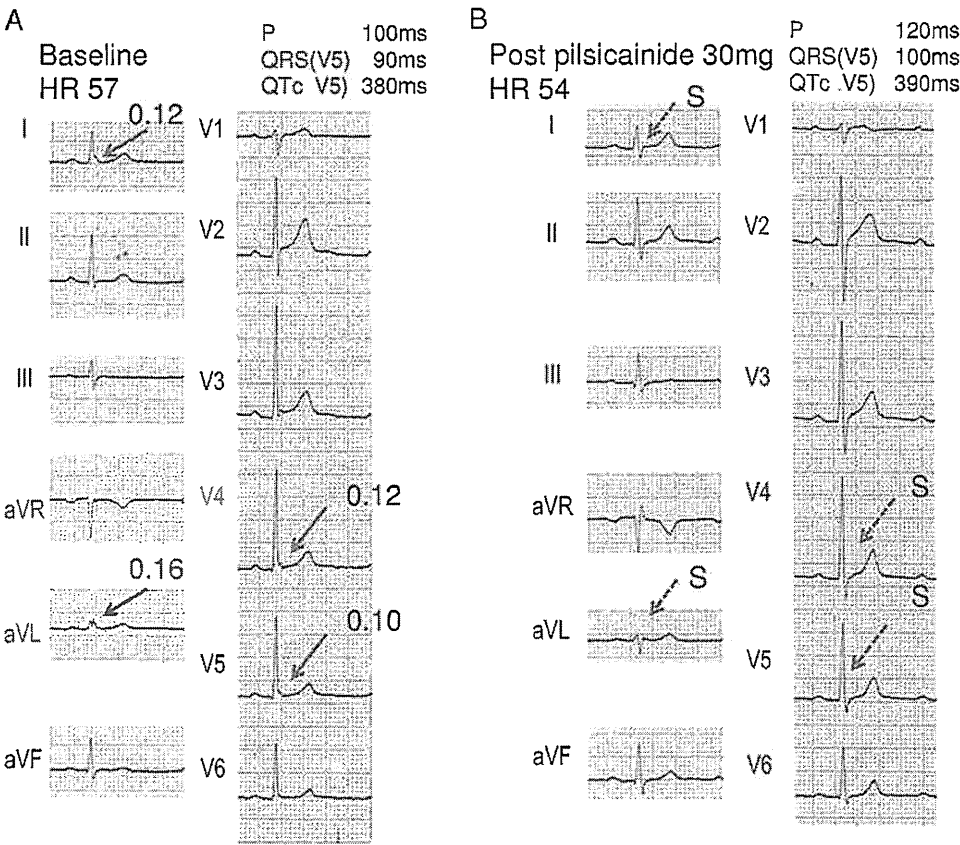 A
Baseline
HR 57
P 100ms
QRS(V5) 90ms
QTc V5) 380ms
I
0.12
V1
II
V2
III
V3
aVR
V4
0.12
aVL
0.16
V5
0.10
aVF
V6
B
Post pilsicainide 30mg
HR 54
P 120ms
QRS(V5) 100ms
QTc .V5) 390ms
I
S
V1
II
V2
III
V3
aVR
V4
S
aVL
S
V5
S
aVF
V6